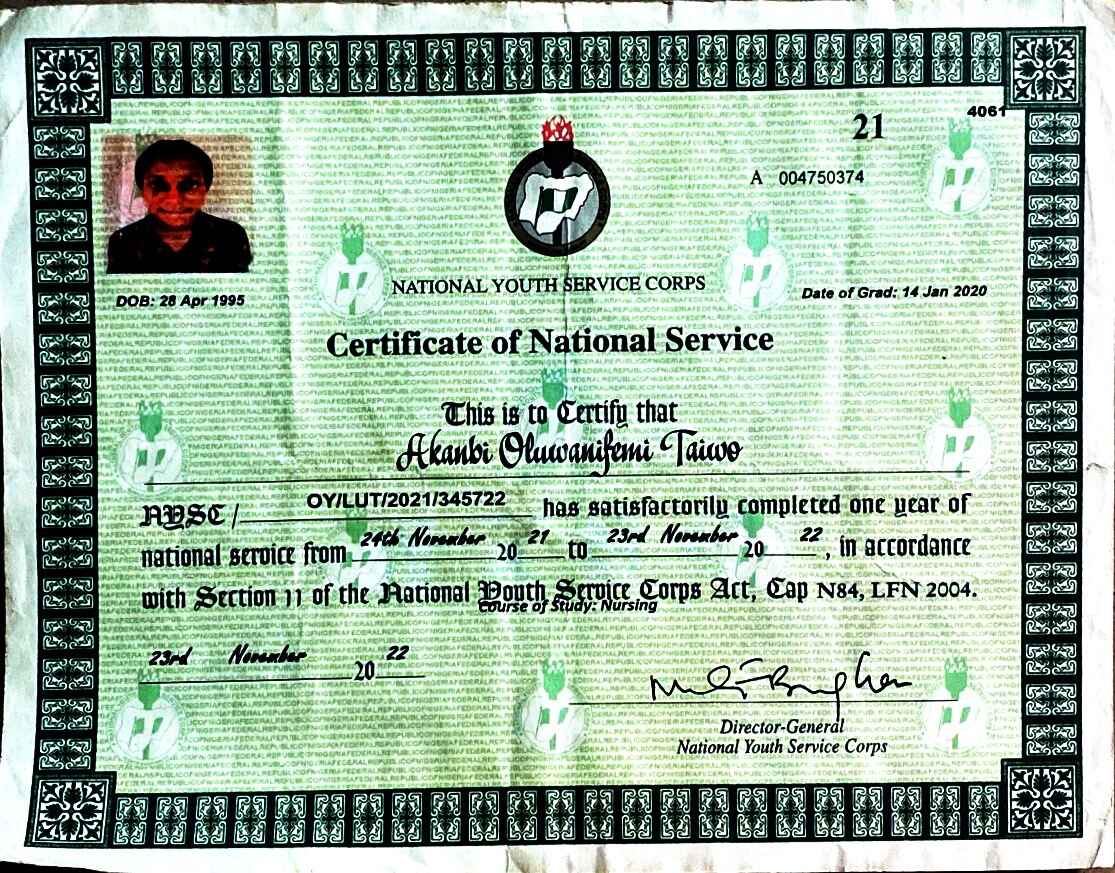 21
4061
A 004750374
NATIONAL YOUTH SERVICE CORPS
DOB: 28 Apr 1995
Date of Grad: 14 Jan 2020
Certificate of National Service
This is to Certify that
Akanbi Oluwanifemi Taiwo
NYSC/ OY/LUT/2021/345722 has satisfactorily completed one year of
national service from 24th November 20 21 to 23rd November 20 22, in accordance
with Section 11 of the National Youth Service Corps Act, Cap N84, LFN 2004.
Course of Study: Nursing
23rd November 20 22
Director-General
National Youth Service Corps